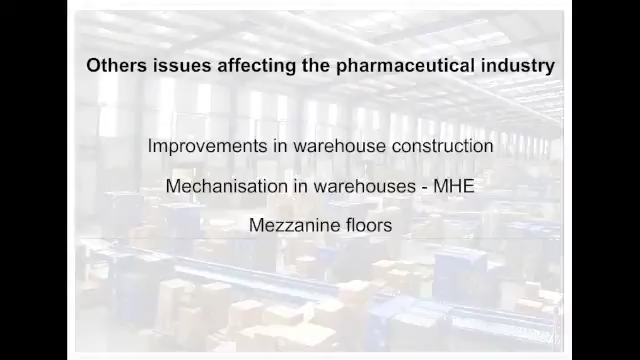 Others issues affecting the pharmaceutical industry
Improvements in warehouse construction
Mechanisation in warehouses - MHE
Mezzanine floors